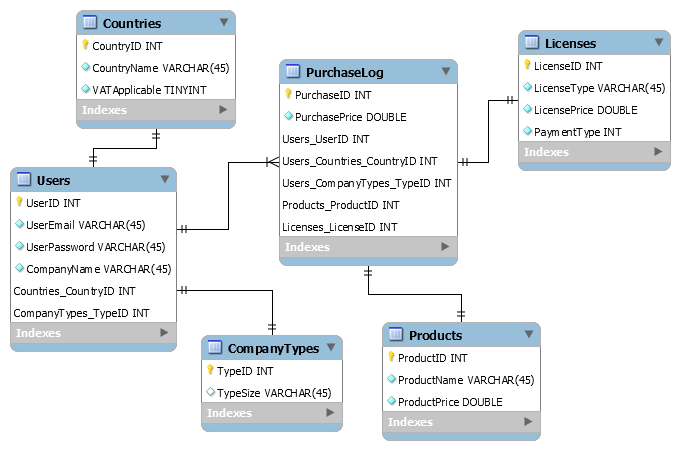 Countries
CountryID INT
CountryName VARCHAR(45)
VATApplicable TINYINT
Indexes
PurchaseLog
PurchaseID INT
PurchasePrice DOUBLE
Users_UserID INT
Users_Countries_CountryID INT
Users_CompanyTypes_TypeID INT
Products_ProductID INT
Licenses_LicenseID INT
Indexes
Licenses
LicenseID INT
LicenseType VARCHAR(45)
LicensePrice DOUBLE
PaymentType INT
Indexes
Users
UserID INT
UserEmail VARCHAR(45)
UserPassword VARCHAR(45)
CompanyName VARCHAR(45)
Countries_CountryID INT
CompanyTypes_TypeID INT
Indexes
CompanyTypes
TypeID INT
TypeSize VARCHAR(45)
Indexes
Products
ProductID INT
ProductName VARCHAR(45)
ProductPrice DOUBLE
Indexes